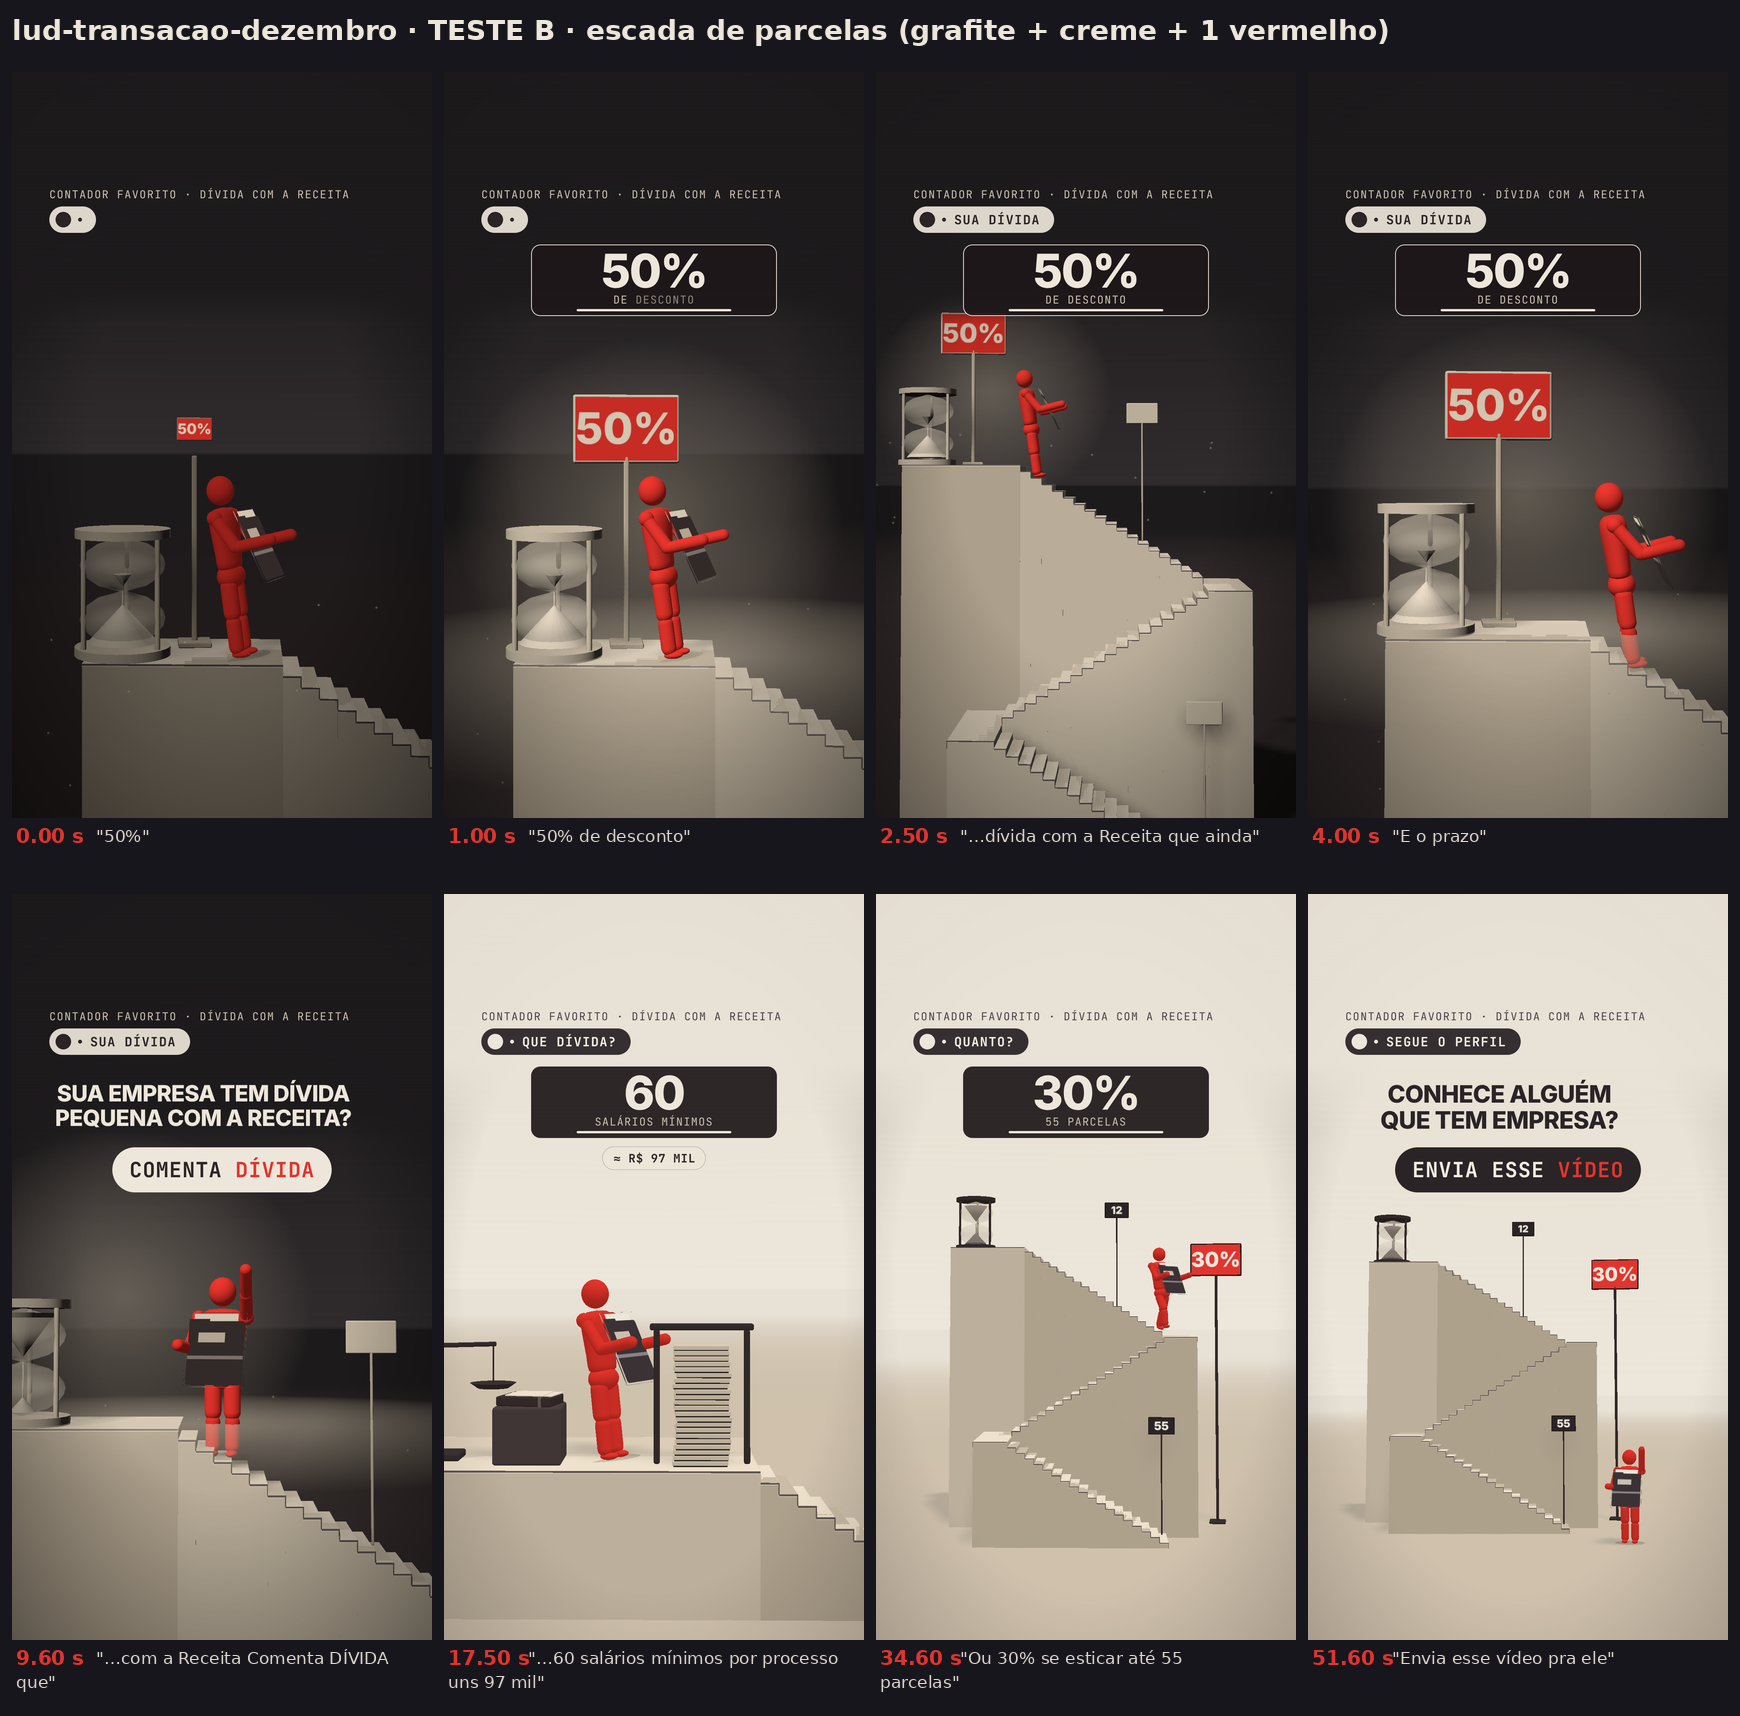 lud-transacao-dezembro · TESTE B · escada de parcelas (grafite + creme + 1 vermelho)
CONTADOR FAVORITO · DÍVIDA COM A RECEITA
50%
0.00 s "50%"
CONTADOR FAVORITO · DÍVIDA COM A RECEITA
50%
DE DESCONTO
50%
1.00 s "50% de desconto"
CONTADOR FAVORITO · DÍVIDA COM A RECEITA
• SUA DÍVIDA
50%
DE DESCONTO
50%
2.50 s "...dívida com a Receita que ainda"
CONTADOR FAVORITO · DÍVIDA COM A RECEITA
• SUA DÍVIDA
50%
DE DESCONTO
50%
4.00 s "E o prazo"
CONTADOR FAVORITO · DÍVIDA COM A RECEITA
• SUA DÍVIDA
SUA EMPRESA TEM DÍVIDA
PEQUENA COM A RECEITA?
COMENTA DÍVIDA
9.60 s "...com a Receita Comenta DÍVIDA
que"
CONTADOR FAVORITO · DÍVIDA COM A RECEITA
• QUE DÍVIDA?
60
SALÁRIOS MÍNIMOS
≈ R$ 97 MIL
17.50 s "...60 salários mínimos por processo
uns 97 mil"
CONTADOR FAVORITO · DÍVIDA COM A RECEITA
• QUANTO?
30%
55 PARCELAS
12
30%
55
34.60 s "Ou 30% se esticar até 55
parcelas"
CONTADOR FAVORITO · DÍVIDA COM A RECEITA
• SEGUE O PERFIL
CONHECE ALGUÉM
QUE TEM EMPRESA?
ENVIA ESSE VÍDEO
12
30%
55
51.60 s "Envia esse vídeo pra ele"